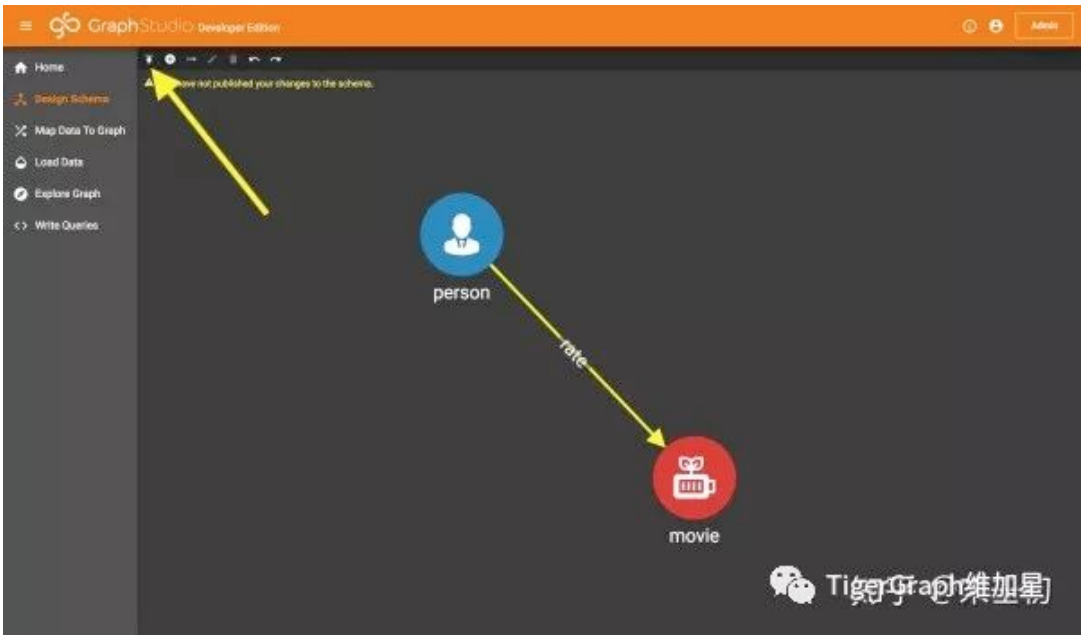 GraphStudio Developer Edition
Admin
Home
Design Schema
Map Data To Graph
Load Data
Explore Graph
Write Queries
have not published your changes to the schema.
person
rate
movie
TigerGraph维加星